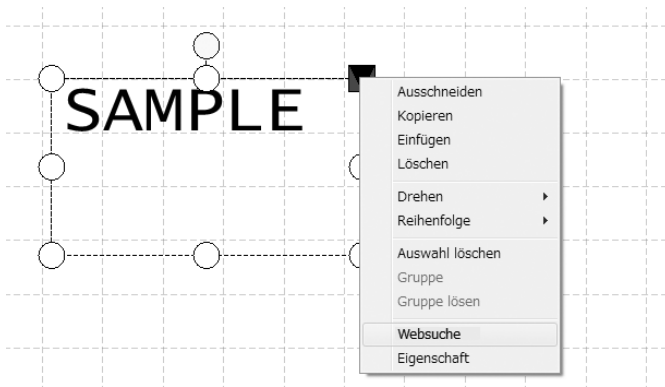 SAMPLE
Ausschneiden
Kopieren
Einfügen
Löschen
Drehen
Reihenfolge
Auswahl löschen
Gruppe
Gruppe lösen
Websuche
Eigenschaft